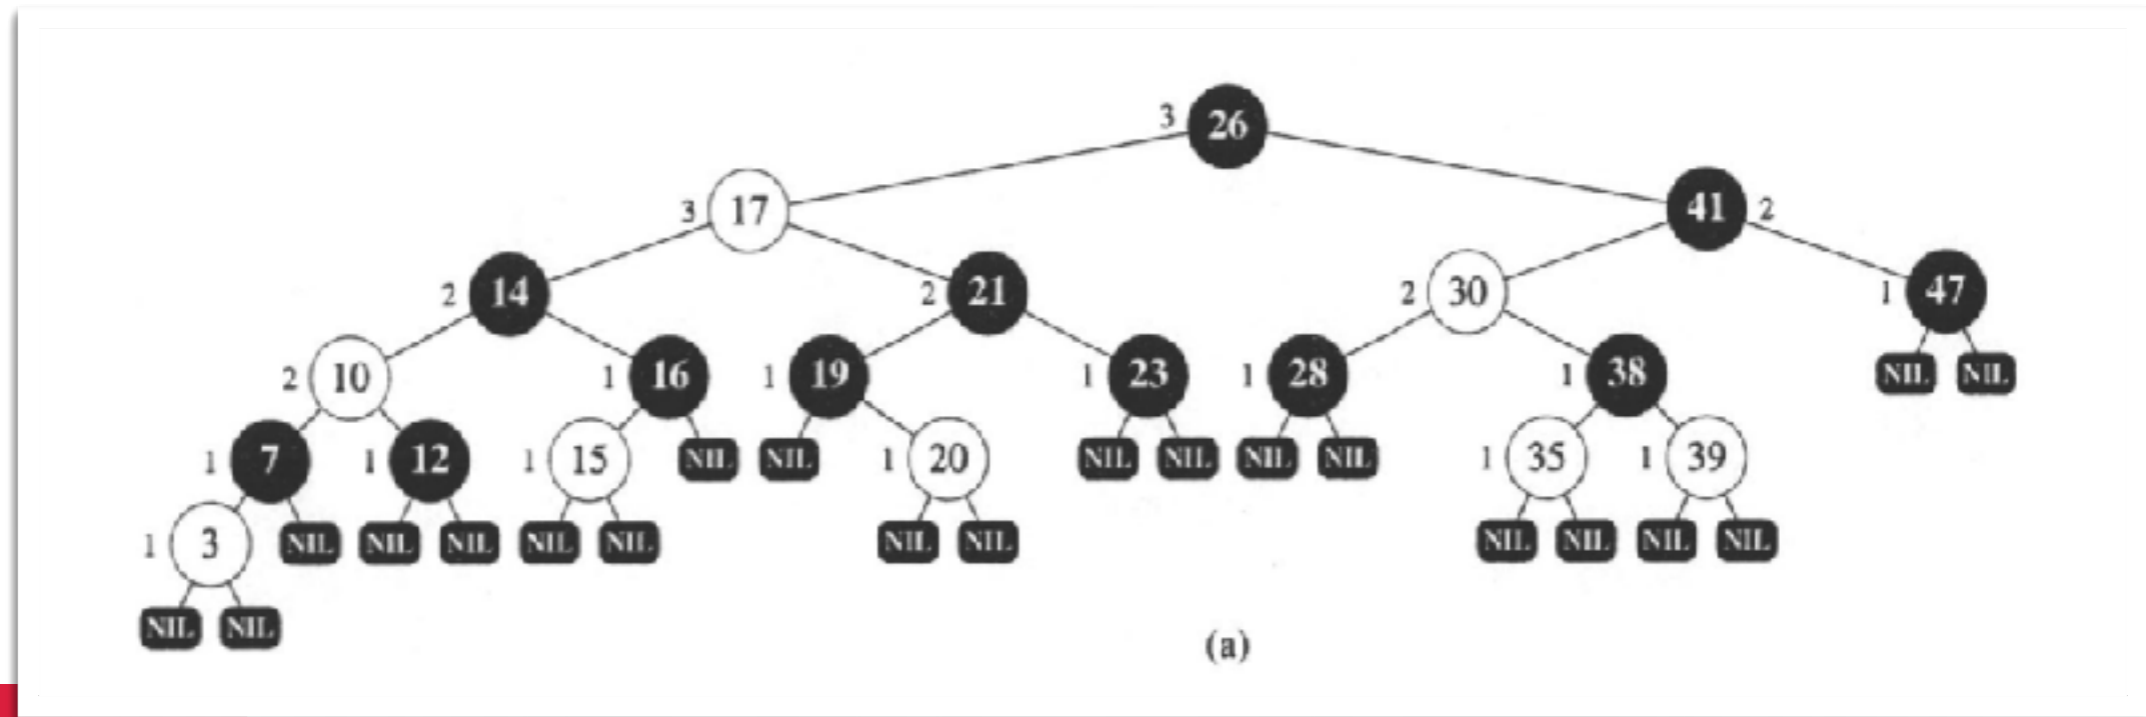 3 26
3 17 41 2
2 14 2 21 2 30 1 47
2 10 1 16 1 19 1 23 1 28 1 38 NIL NIL
1 7 1 12 1 15 NIL NIL 1 20 NIL NIL NIL NIL 1 35 1 39
1 3 NIL NIL NIL NIL NIL NIL NIL NIL NIL NIL NIL
NIL NIL
(a)